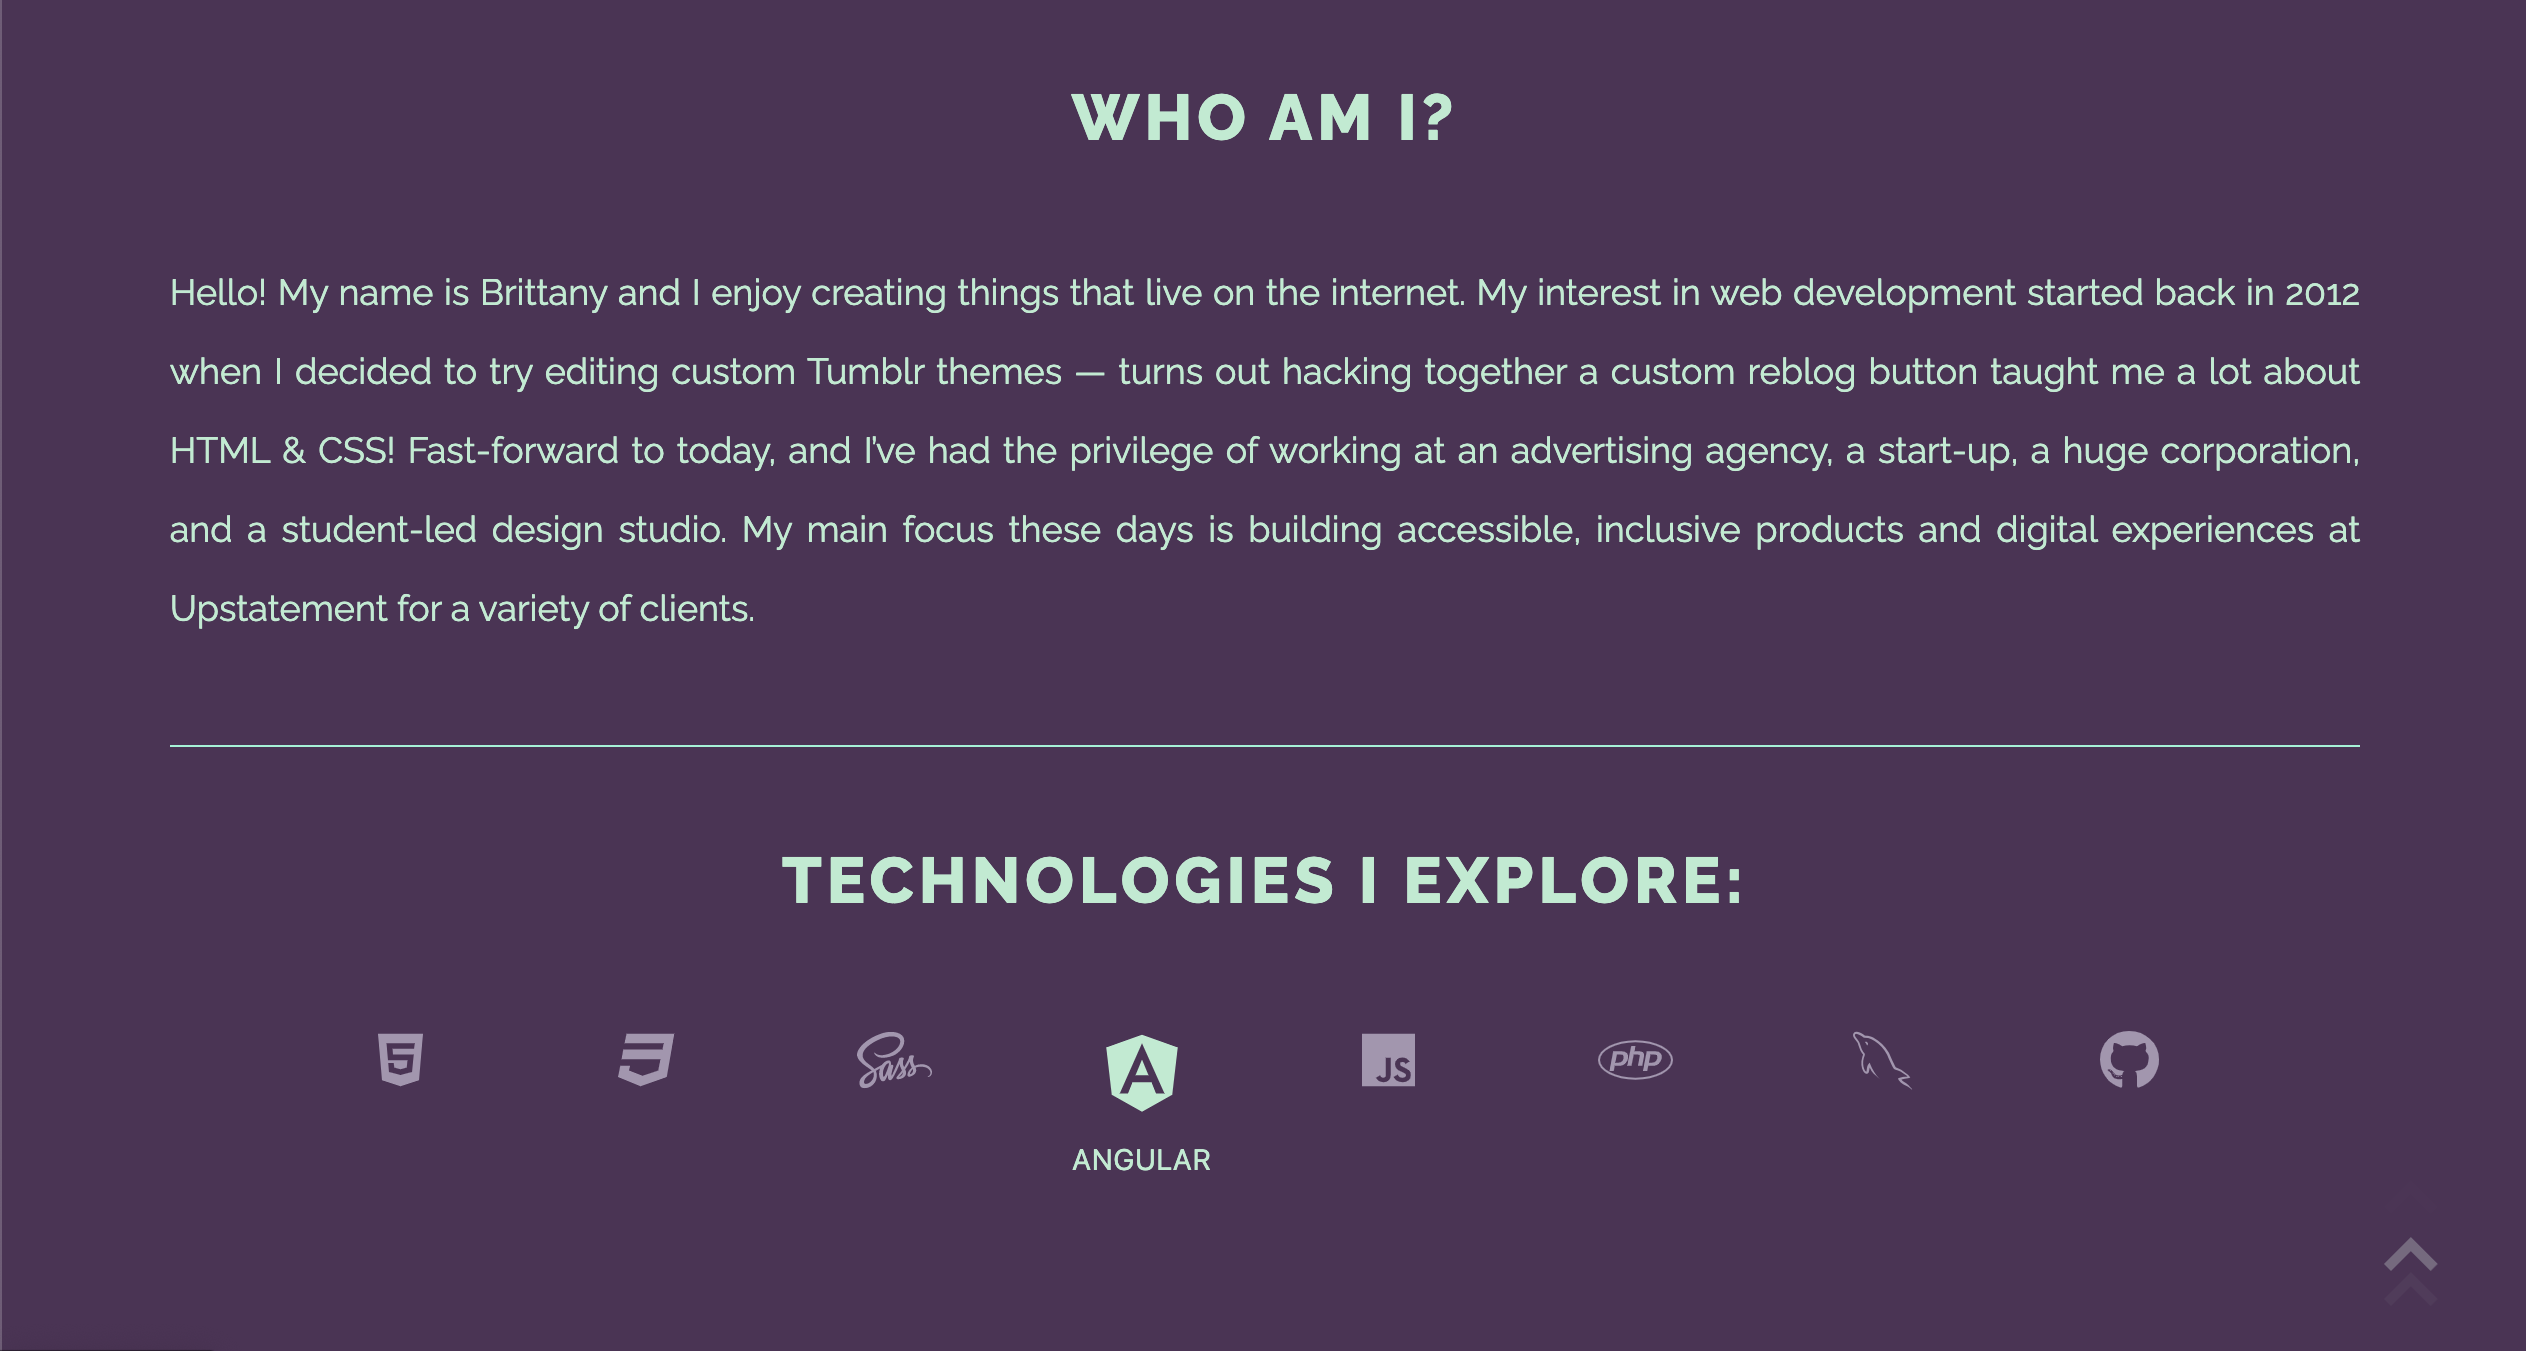 WHO AM I?
Hello! My name is Brittany and I enjoy creating things that live on the internet. My interest in web development started back in 2012
when I decided to try editing custom Tumblr themes — turns out hacking together a custom reblog button taught me a lot about
HTML & CSS! Fast-forward to today, and I've had the privilege of working at an advertising agency, a start-up, a huge corporation,
and a student-led design studio. My main focus these days is building accessible, inclusive products and digital experiences at
Upstatement for a variety of clients.
TECHNOLOGIES I EXPLORE:
5
Sass
A
JS
php
ANGULAR